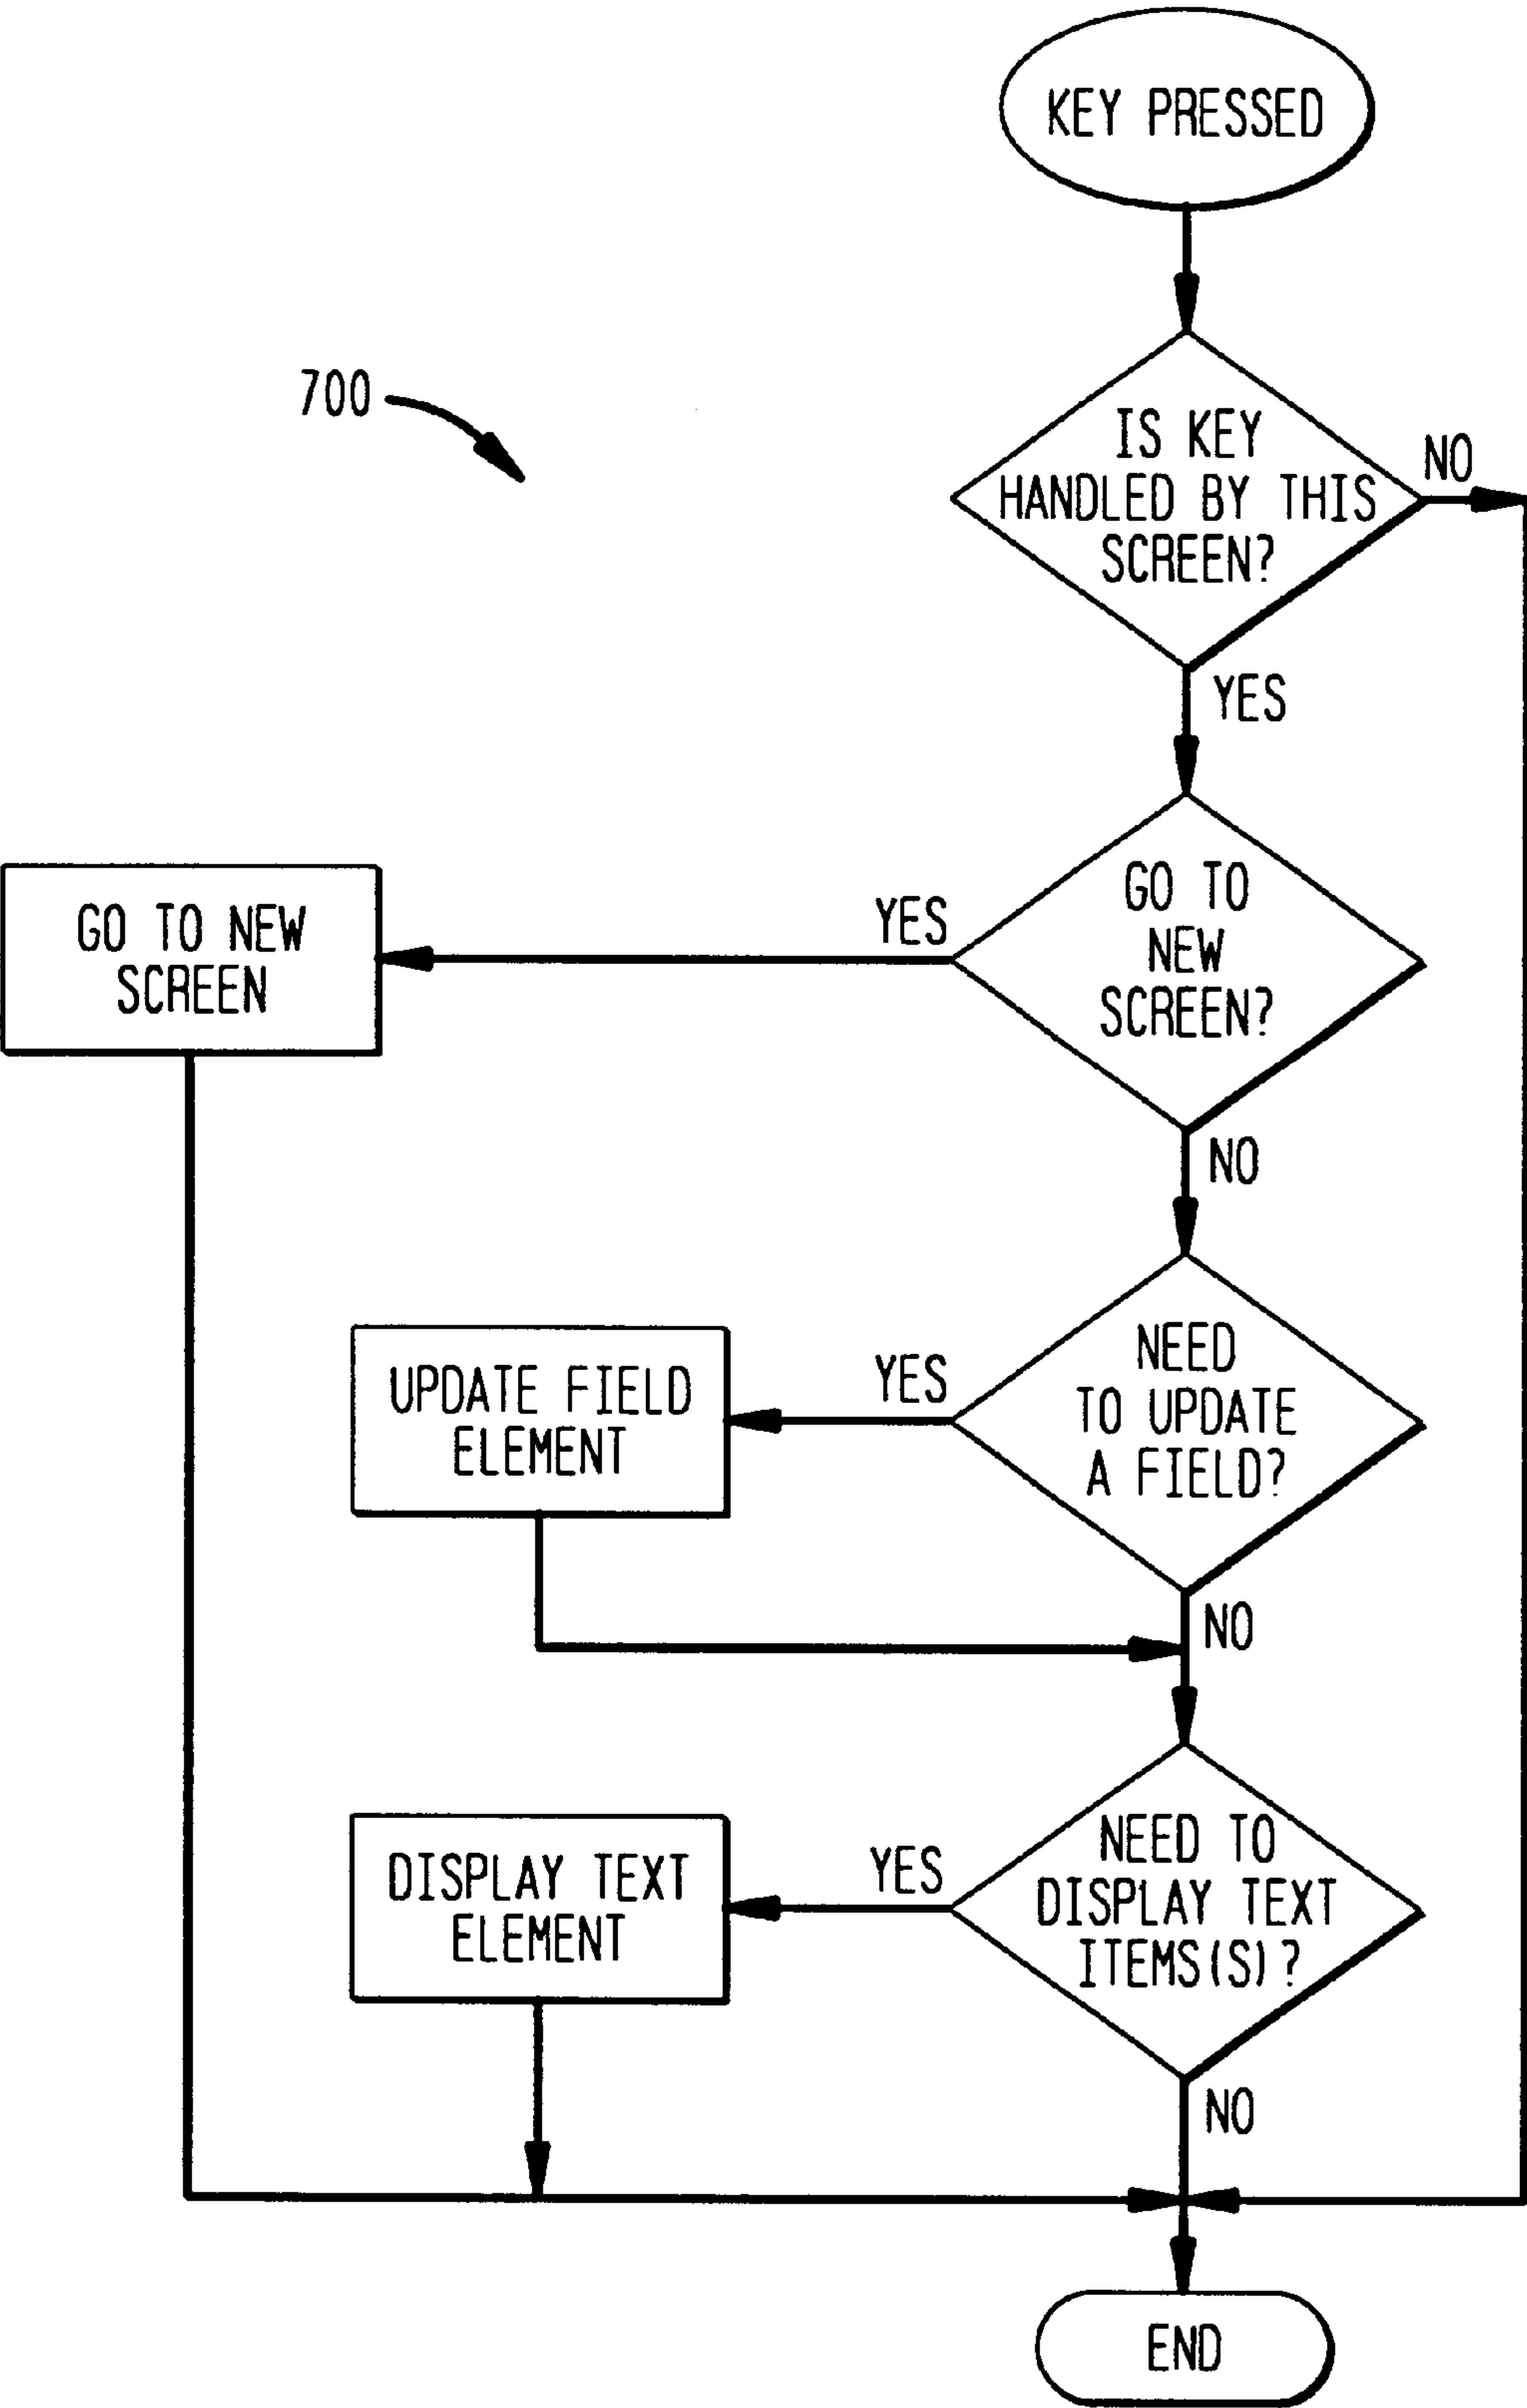 KEY PRESSED
700
IS KEY
HANDLED BY THIS
SCREEN?
NO
YES
GO TO
NEW
SCREEN?
YES
GO TO NEW
SCREEN
NO
NEED
TO UPDATE
A FIELD?
YES
UPDATE FIELD
ELEMENT
NO
NEED TO
DISPLAY TEXT
ITEMS(S)?
YES
DISPLAY TEXT
ELEMENT
NO
END